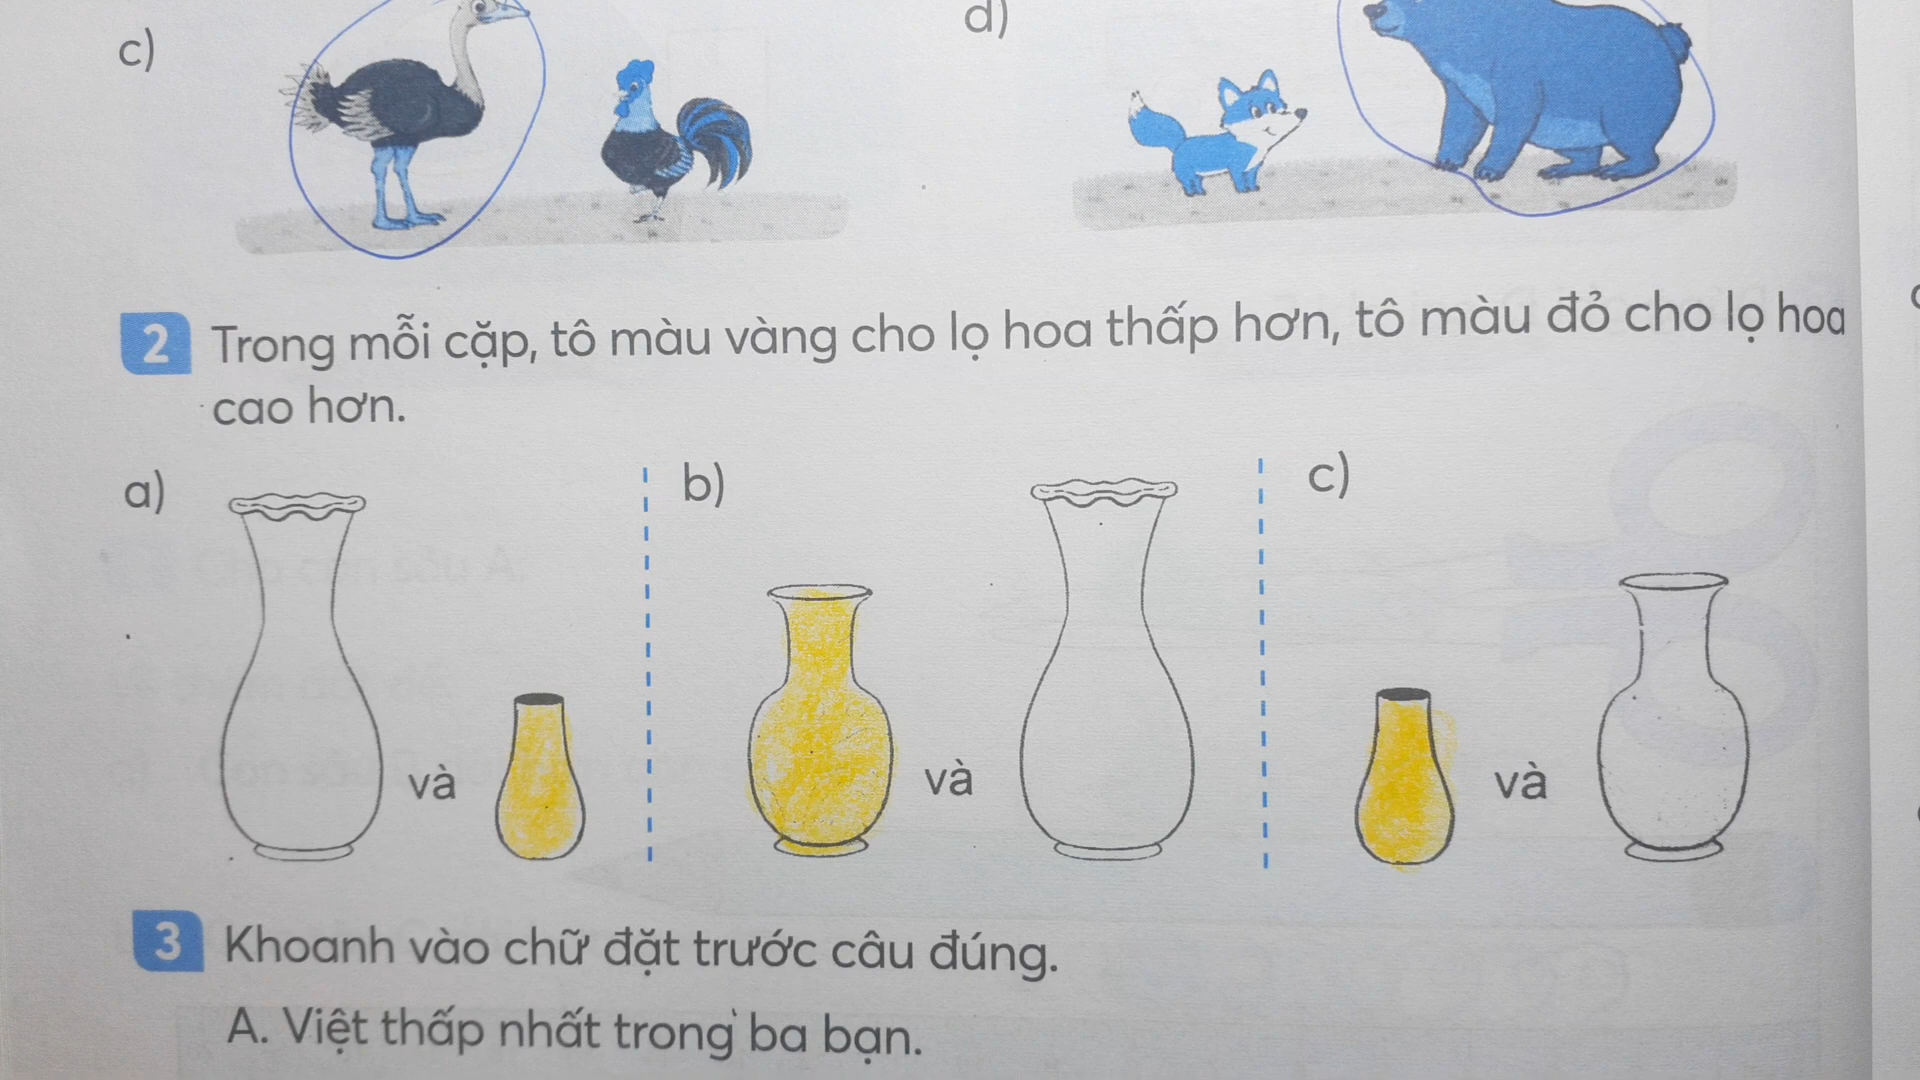 c)
d)
2 Trong mỗi cặp, tô màu vàng cho lọ hoa thấp hơn, tô màu đỏ cho lọ hoa
cao hơn.
a)
b)
c)
và
và
và
3 Khoanh vào chữ đặt trước câu đúng.
A. Việt thấp nhất trong ba bạn.